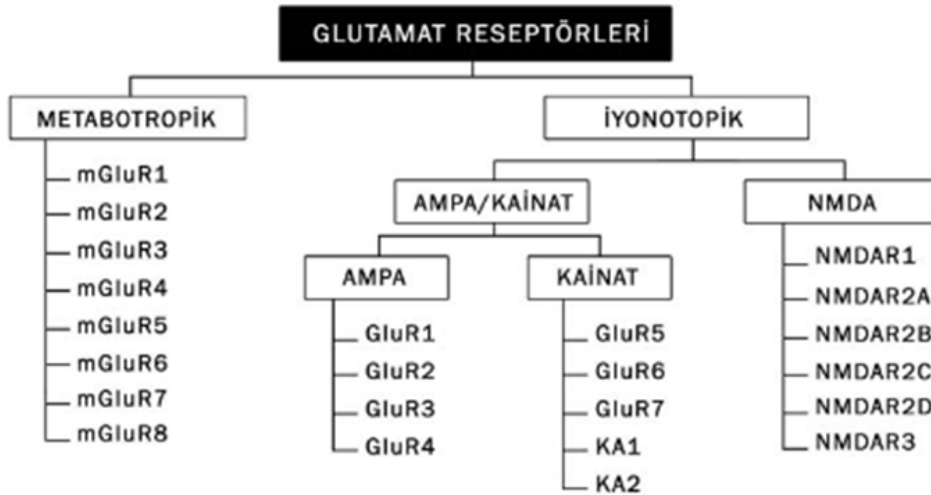 GLUTAMAT RESEPTÖRLERİ
METABOTROPİK
mGluR1
mGluR2
mGluR3
mGluR4
mGluR5
mGluR6
mGluR7
mGluR8
İYONOTOPİK
AMPA/KAİNAT
AMPA
GluR1
GluR2
GluR3
GluR4
KAİNAT
GluR5
GluR6
GluR7
KA1
KA2
NMDA
NMDAR1
NMDAR2A
NMDAR2B
NMDAR2C
NMDAR2D
NMDAR3